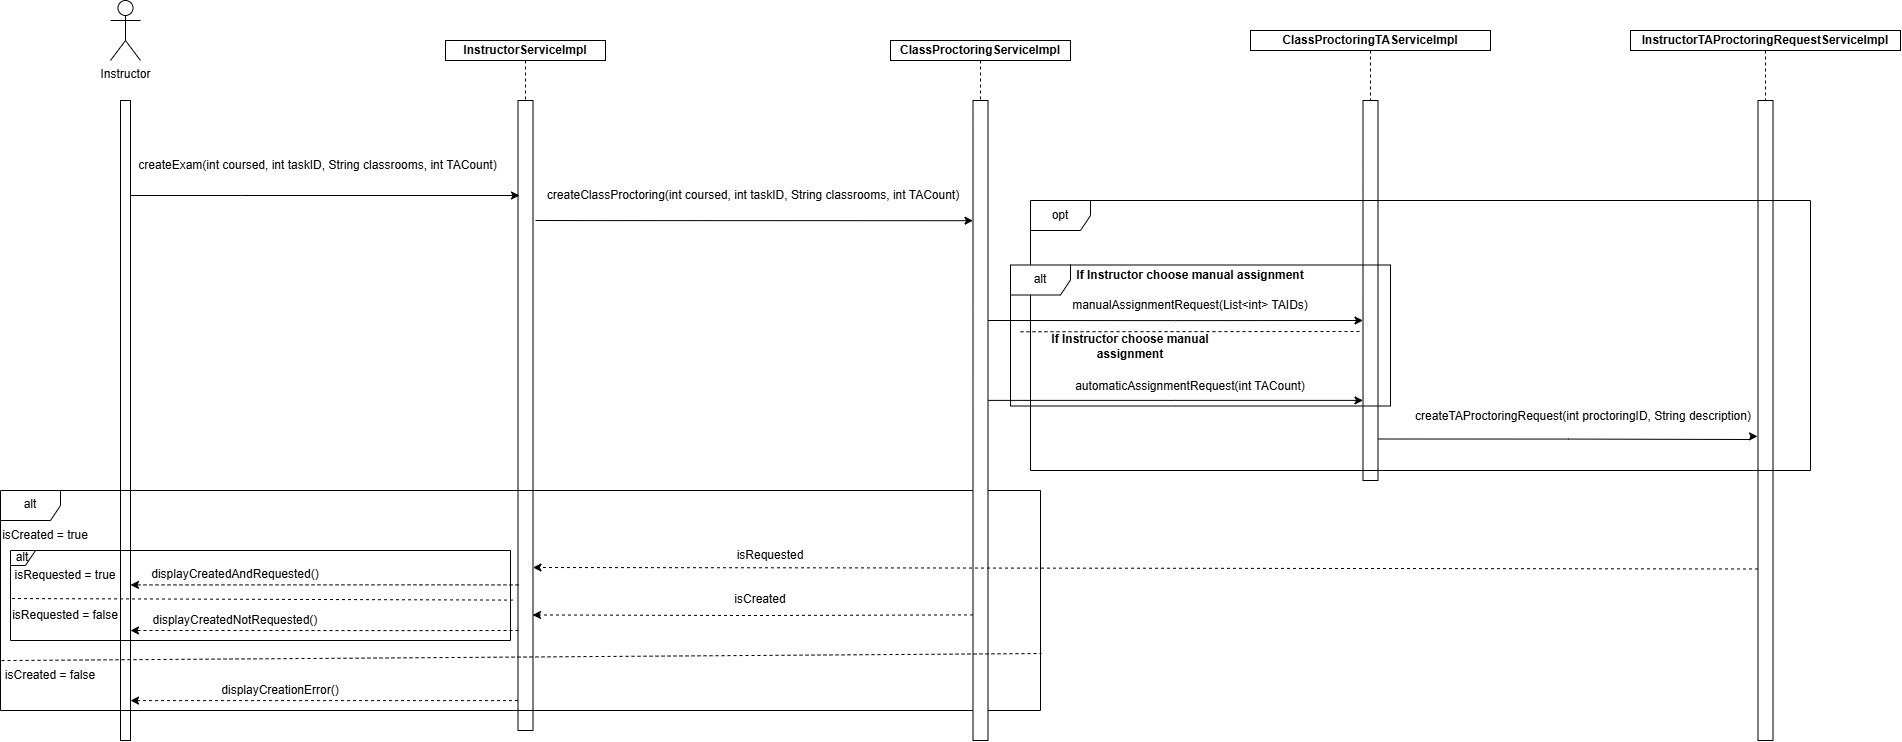 Instructor
InstructorServiceImpl
ClassProctoringServiceImpl
ClassProctoringTAServiceImpl
InstructorTAProctoringRequestServiceImpl
createExam(int coursed, int taskID, String classrooms, int TACount)
createClassProctoring(int coursed, int taskID, String classrooms, int TACount)
opt
alt
If Instructor choose manual assignment
manualAssignmentRequest(List<int> TAIDs)
If Instructor choose manual
assignment
automaticAssignmentRequest(int TACount)
createTAProctoringRequest(int proctoringID, String description)
alt
isCreated = true
alt
isRequested
isRequested = true
displayCreatedAndRequested()
isCreated
isRequested = false
displayCreatedNotRequested()
isCreated = false
displayCreationError()